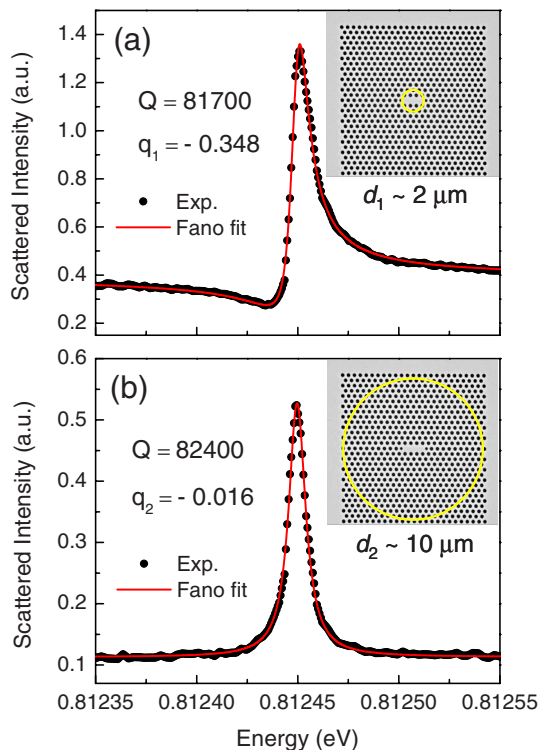 (a)
Q = 81700
q1 = - 0.348
Exp.
Fano fit
d1 ~ 2 μm
Scattered Intensity (a.u.)
1.4
1.2
1.0
0.8
0.6
0.4
0.2
(b)
Q = 82400
q2 = - 0.016
Exp.
Fano fit
d2 ~ 10 μm
Scattered Intensity (a.u.)
0.6
0.5
0.4
0.3
0.2
0.1
0.81235 0.81240 0.81245 0.81250 0.81255
Energy (eV)